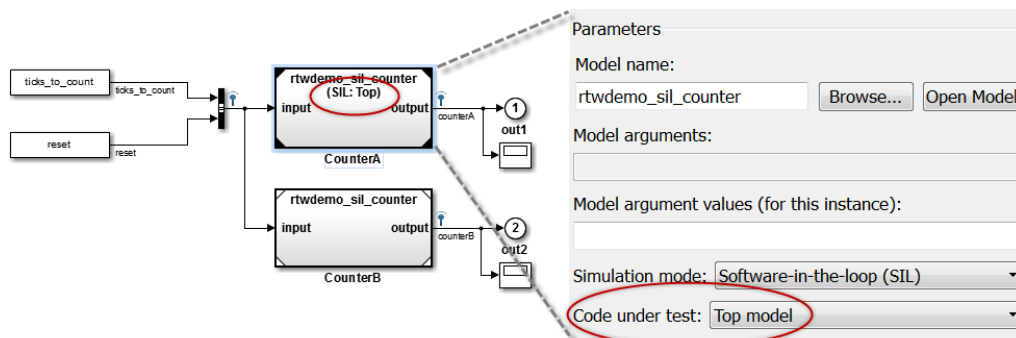 ticks_to_count
ticks_to_count
reset
reset
rtwdemo_sil_counter
(SIL: Top)
input
output
counterA
CounterA
1
out1
rtwdemo_sil_counter
input
output
counterB
CounterB
2
out2
Parameters
Model name:
rtwdemo_sil_counter
Browse...
Open Model
Model arguments:
Model argument values (for this instance):
Simulation mode: Software-in-the-loop (SIL)
Code under test: Top model